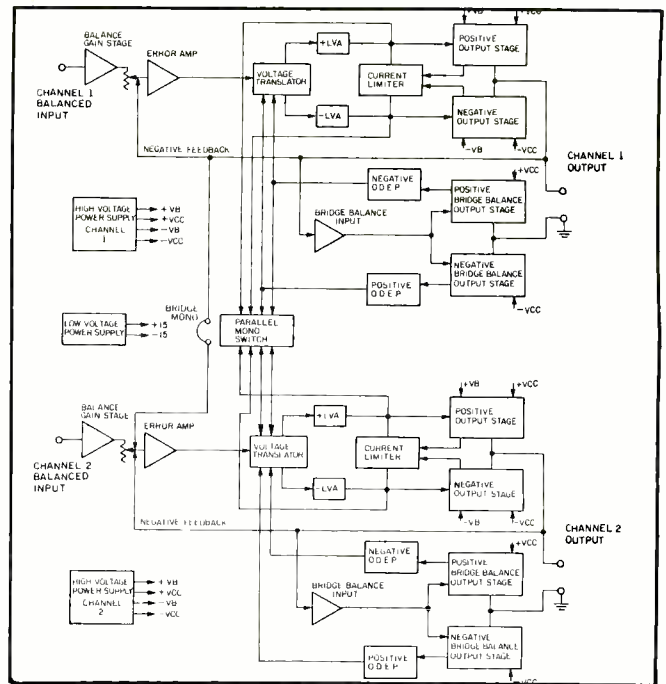 -VB
+VCC
BALANCE
GAIN STAGE
ERROR AMP
CHANNEL 1
BALANCED
INPUT
VOLTAGE
TRANSLATOR
+LVA
-LVA
CURRENT
LIMITER
POSITIVE
OUTPUT STAGE
NEGATIVE
OUTPUT STAGE
-VB
-VCC
NEGATIVE FEEDBACK
CHANNEL 1
OUTPUT
+VCC
NEGATIVE
O D E P
POSITIVE
BRIDGE BALANCE
OUTPUT STAGE
HIGH VOLTAGE
POWER SUPPLY
CHANNEL
1
+ VB
+VCC
- VB
-VCC
BRIDGE BALANCE
INPUT
NEGATIVE
BRIDGE BALANCE
OUTPUT STAGE
POSITIVE
O D E P
-VCC
LOW VOLTAGE
POWER SUPPLY
+15
-15
BRIDGE
MONO
PARALLEL
MONO
SWITCH
BALANCE
GAIN STAGE
ERROR AMP
CHANNEL 2
BALANCED
INPUT
VOLTAGE
TRANSLATOR
+LVA
-LVA
CURRENT
LIMITER
+VB
+VCC
POSITIVE
OUTPUT STAGE
NEGATIVE
OUTPUT STAGE
-VB
-VCC
NEGATIVE FEEDBACK
CHANNEL 2
OUTPUT
+VCC
NEGATIVE
O D E P
POSITIVE
BRIDGE BALANCE
OUTPUT STAGE
HIGH VOLTAGE
POWER SUPPLY
CHANNEL
2
+ VB
+ VCC
- VB
- VCC
BRIDGE BALANCE
INPUT
NEGATIVE
BRIDGE BALANCE
OUTPUT STAGE
POSITIVE
O D E P
-VCC